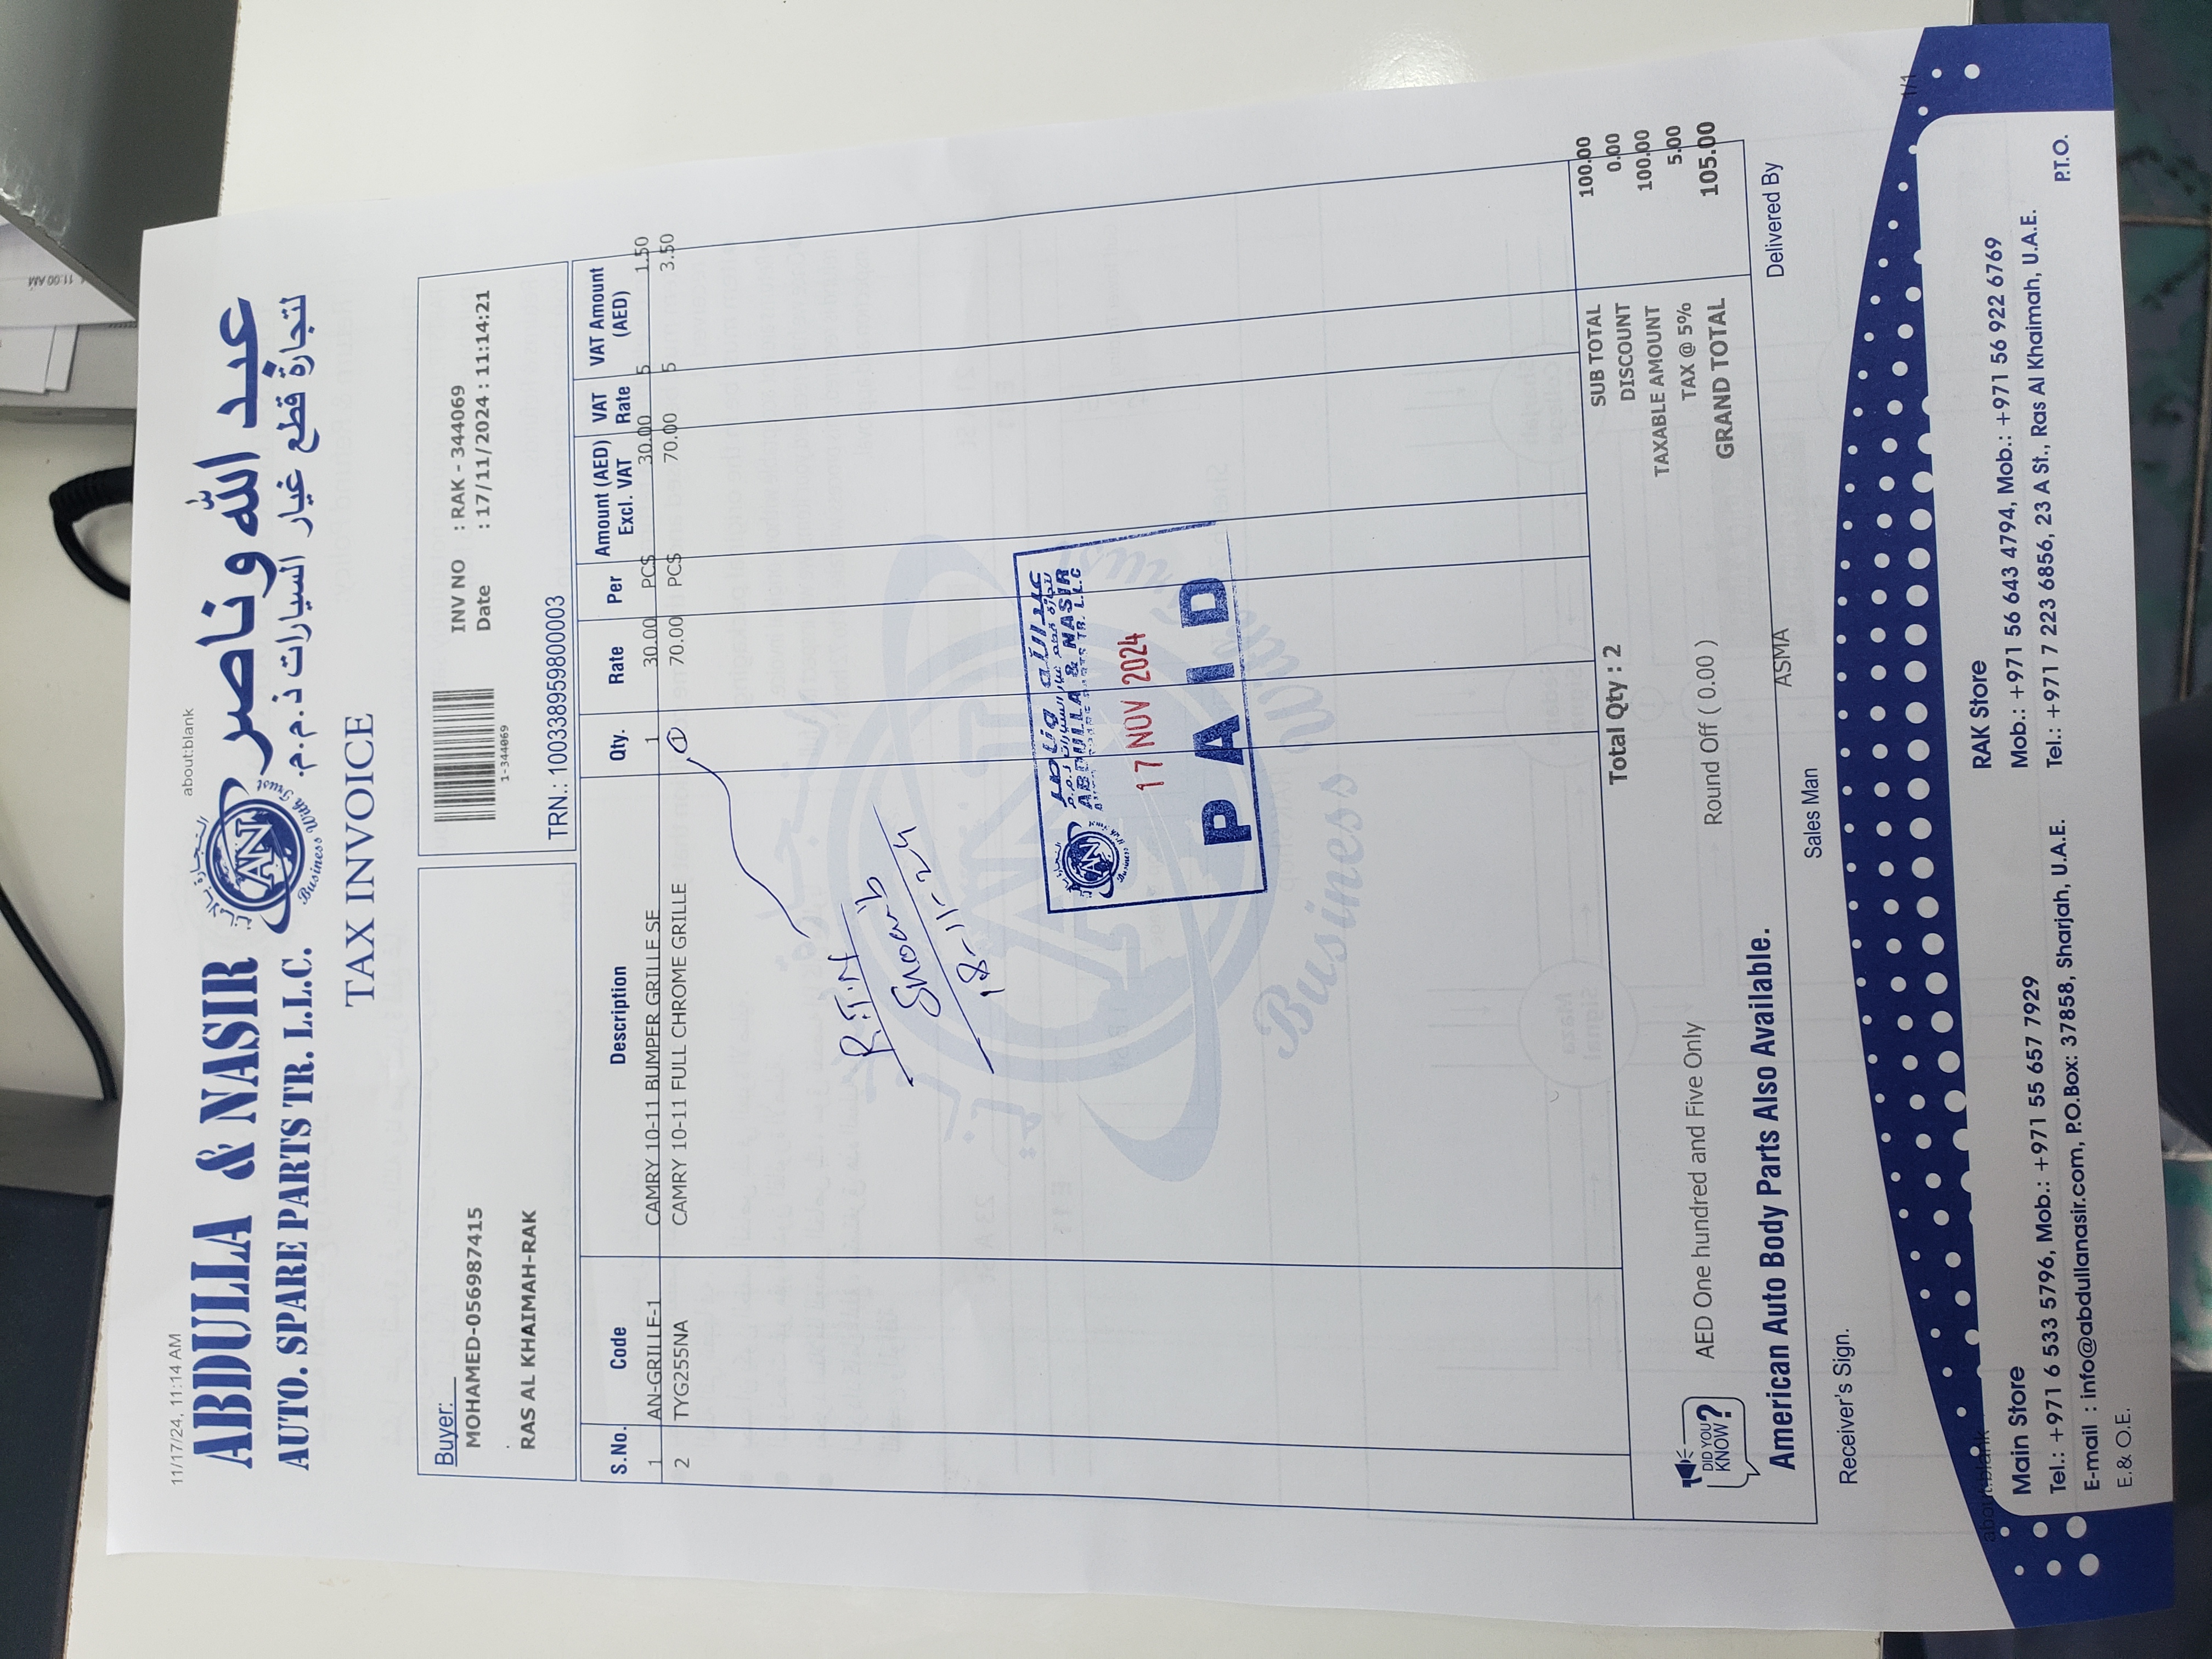 11/17/24, 11:14 AM
about:blank
ABDULLA & NASIR
AUTO. SPARE PARTS TR. L.L.C.
AN
Business With Trust
عبد الله وناصر
لتجارة قطع غيار السيارات ذ.م.م.
TAX INVOICE
Buyer:
MOHAMED-056987415
RAS AL KHAIMAH-RAK
1-344069
INV NO : RAK - 344069
Date : 17/11/2024 : 11:14:21
TRN.: 100338959800003
S.No. Code Description Qty. Rate Per Amount (AED) Excl. VAT VAT Rate VAT Amount (AED)
1 AN-GRILLE-1 CAMRY 10-11 BUMPER GRILLE SE 1 30.00 PCS 30.00 5 1.50
2 TYG255NA CAMRY 10-11 FULL CHROME GRILLE 1 70.00 PCS 70.00 5 3.50
R.T.N
Shoaib
18-11-24
ABDULLA & NASIR
17 NOV 2024
PAID
Business With Trust
Total Qty : 2
SUB TOTAL 100.00
DISCOUNT 0.00
TAXABLE AMOUNT 100.00
TAX @ 5% 5.00
GRAND TOTAL 105.00
AED One hundred and Five Only
Round Off ( 0.00 )
DID YOU KNOW?
American Auto Body Parts Also Available.
ASMA
Receiver's Sign.
Sales Man
Delivered By
about:blank
1/1
Main Store
Tel.: +971 6 533 5796, Mob.: +971 55 657 7929
E-mail : info@abdullanasir.com, P.O.Box: 37858, Sharjah, U.A.E.
E. & O.E.
RAK Store
Mob.: +971 56 643 4794, Mob.: +971 56 922 6769
Tel.: +971 7 223 6856, 23 A St., Ras Al Khaimah, U.A.E.
P.T.O.
11:00 AM